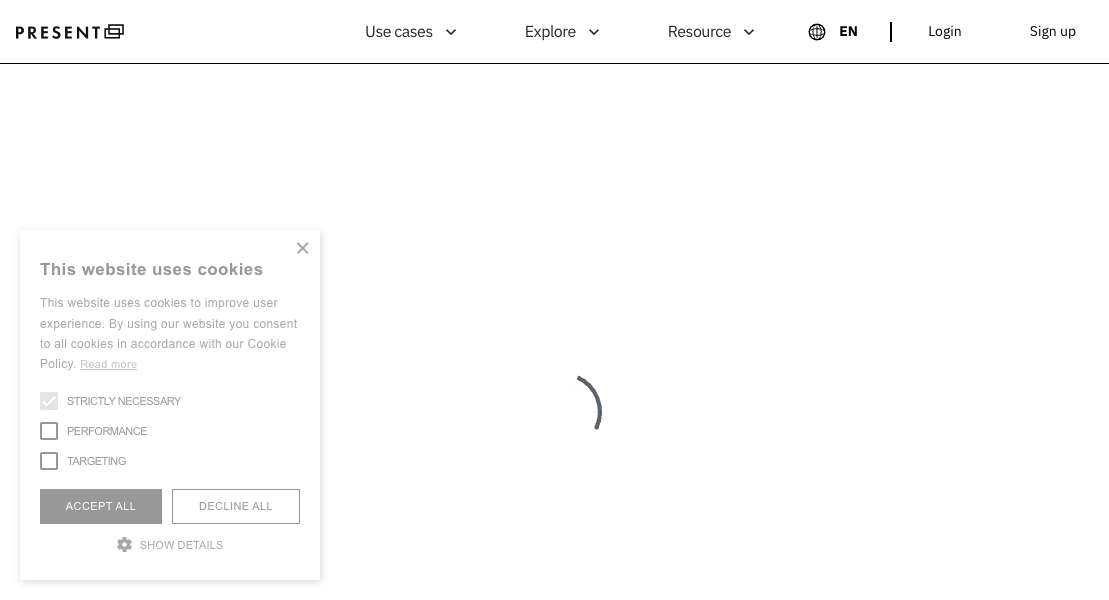 PRESENT
Use cases
Explore
Resource
EN
Login
Sign up
×
This website uses cookies
This website uses cookies to improve user
experience. By using our website you consent
to all cookies in accordance with our Cookie
Policy. Read more
STRICTLY NECESSARY
PERFORMANCE
TARGETING
ACCEPT ALL
DECLINE ALL
SHOW DETAILS